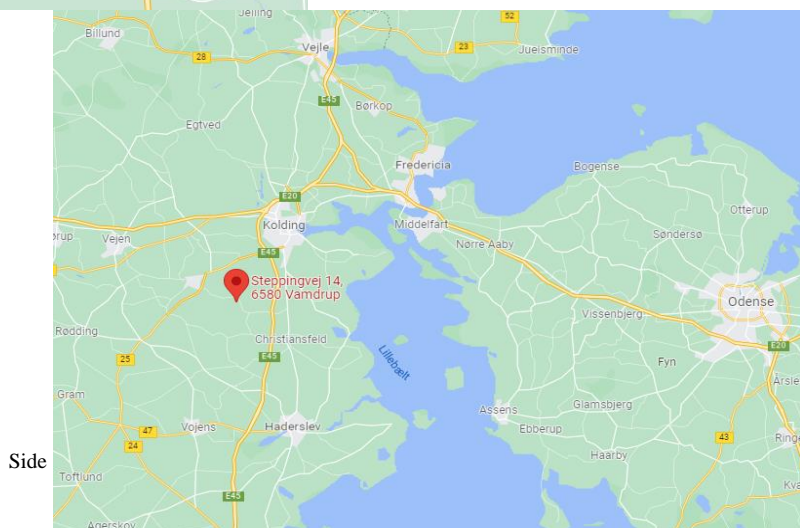 Jelling
52
Billund
Vejle
23
Juelsminde
28
E45
Børkop
Egtved
Fredericia
Bogense
E20
Otterup
Kolding
Middelfart
Søndersø
Vejen
Nørre Aaby
E45
Steppingvej 14,
6580 Vamdrup
Odense
Vissenbjerg
Rødding
Christiansfeld
Lillebælt
E20
25
E45
Fyn
Gram
Årsle
Glamsbjerg
Assens
47
Vojens
Haderslev
Ebberup
43
Ringe
24
Haarby
Side
Toftlund
Kva
E45
Agerskov